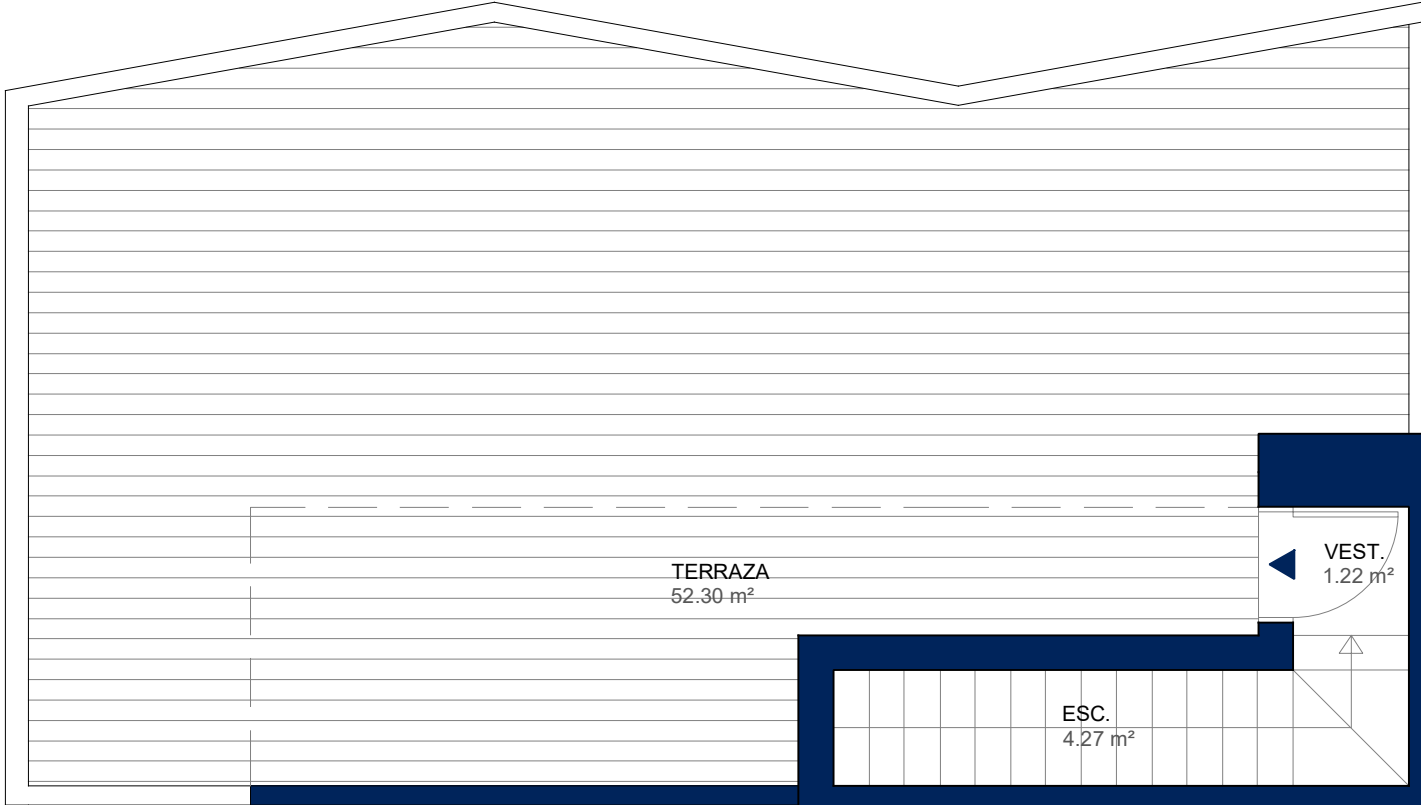 VEST.
1.22 m²
TERRAZA
52.30 m²
ESC.
4.27 m²